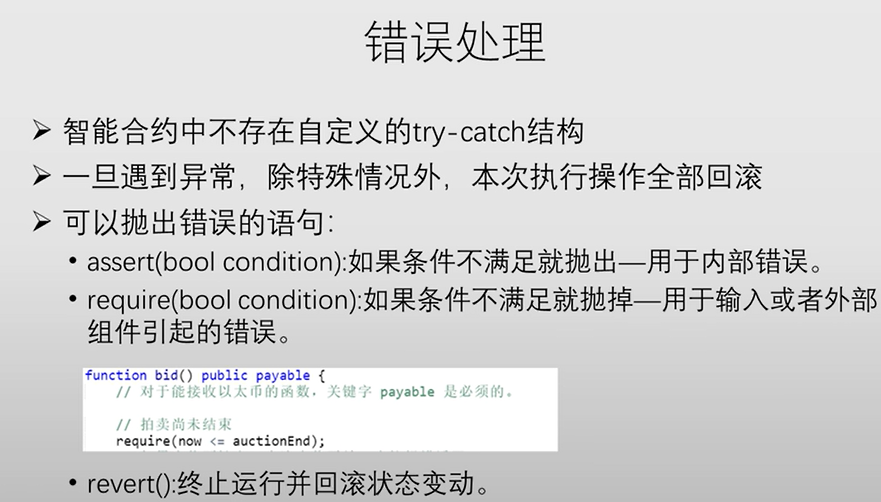 错误处理
➢ 智能合约中不存在自定义的try-catch结构
➢ 一旦遇到异常，除特殊情况外，本次执行操作全部回滚
➢ 可以抛出错误的语句：
• assert(bool condition):如果条件不满足就抛出—用于内部错误。
• require(bool condition):如果条件不满足就抛掉—用于输入或者外部
组件引起的错误。
function bid() public payable {
// 对于能接收以太币的函数，关键字 payable 是必须的。
// 拍卖尚未结束
require(now <= auctionEnd);
• revert():终止运行并回滚状态变动。